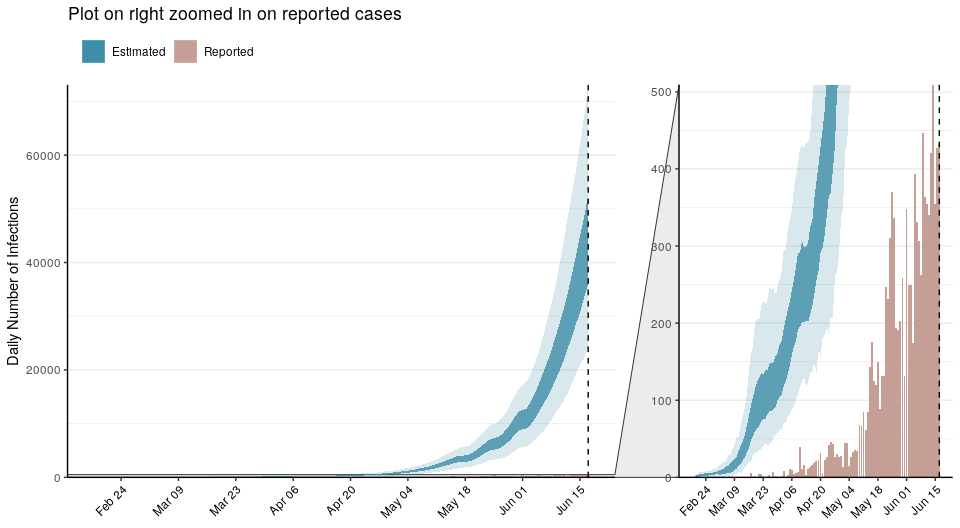 Plot on right zoomed in on reported cases
Estimated Reported
Daily Number of Infections
60000
40000
20000
0
Feb 24 Mar 09 Mar 23 Apr 06 Apr 20 May 04 May 18 Jun 01 Jun 15
500
400
300
200
100
0
Feb 24 Mar 09 Mar 23 Apr 06 Apr 20 May 04 May 18 Jun 01 Jun 15